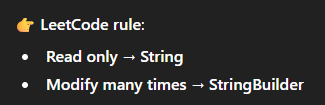 👉 LeetCode rule:
• Read only → String
• Modify many times → StringBuilder